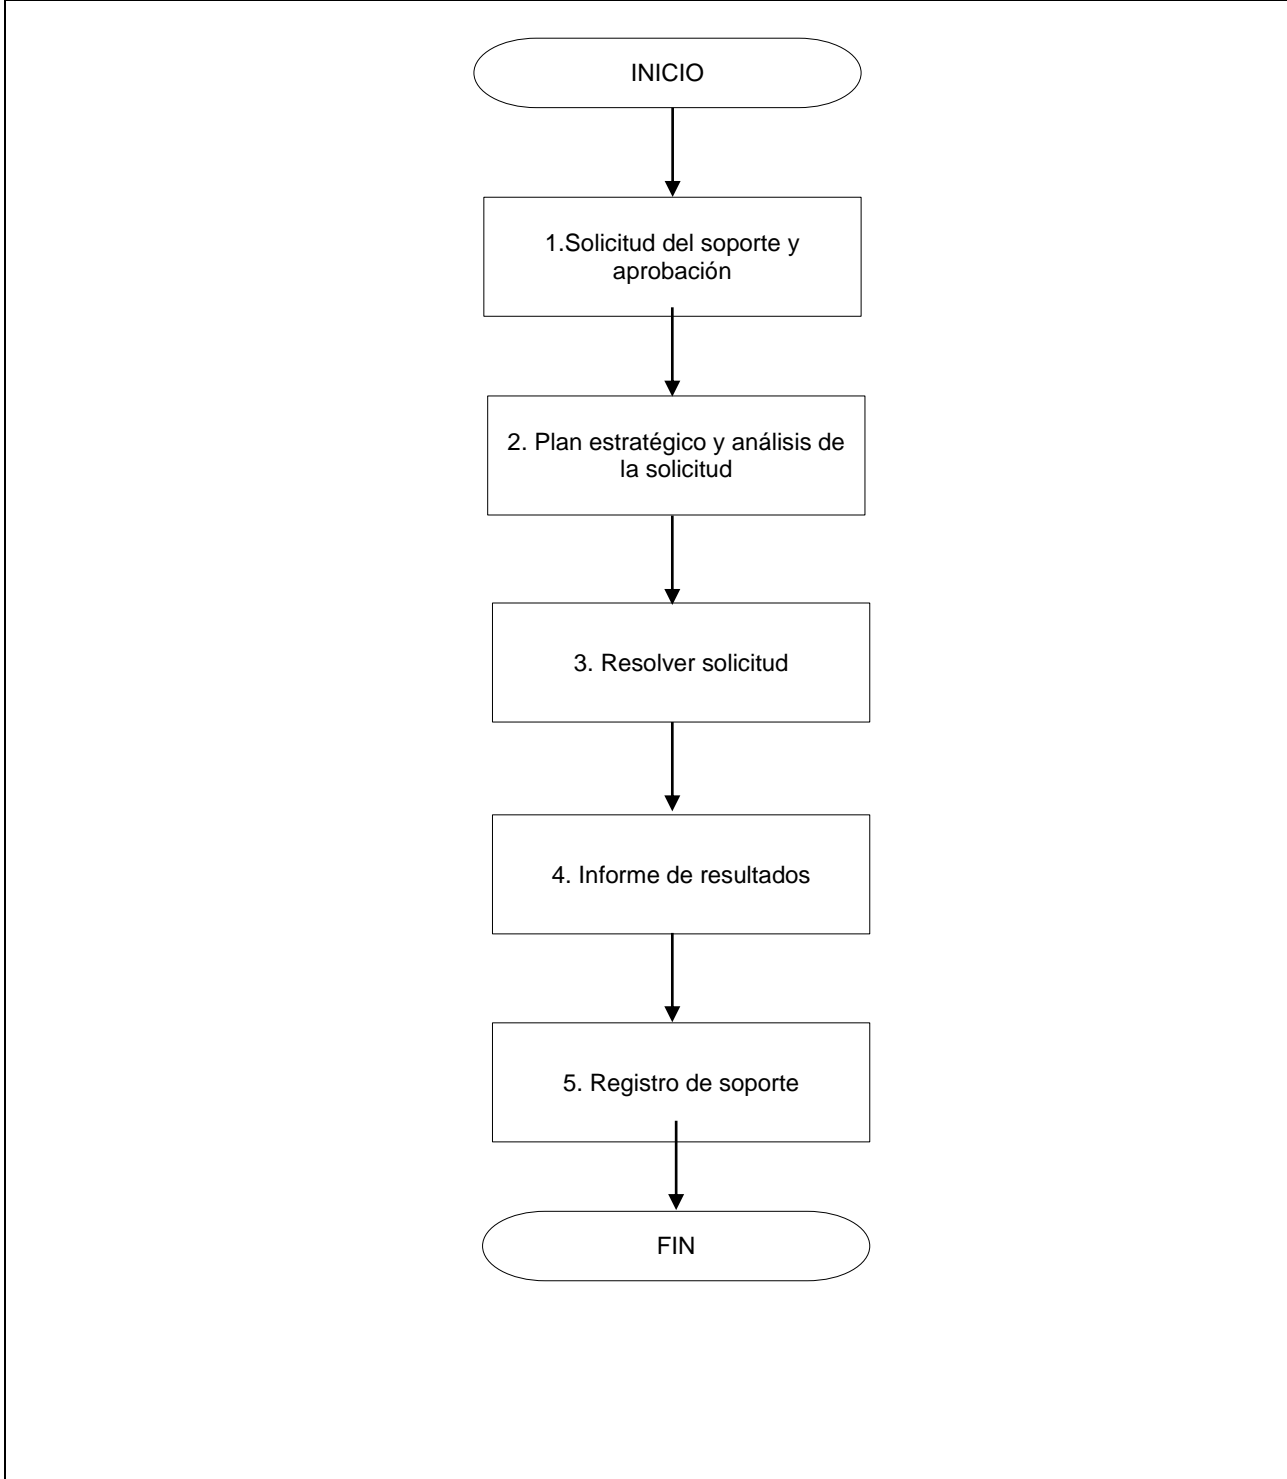 INICIO
1.Solicitud del soporte y
aprobación
2. Plan estratégico y análisis de
la solicitud
3. Resolver solicitud
4. Informe de resultados
5. Registro de soporte
FIN